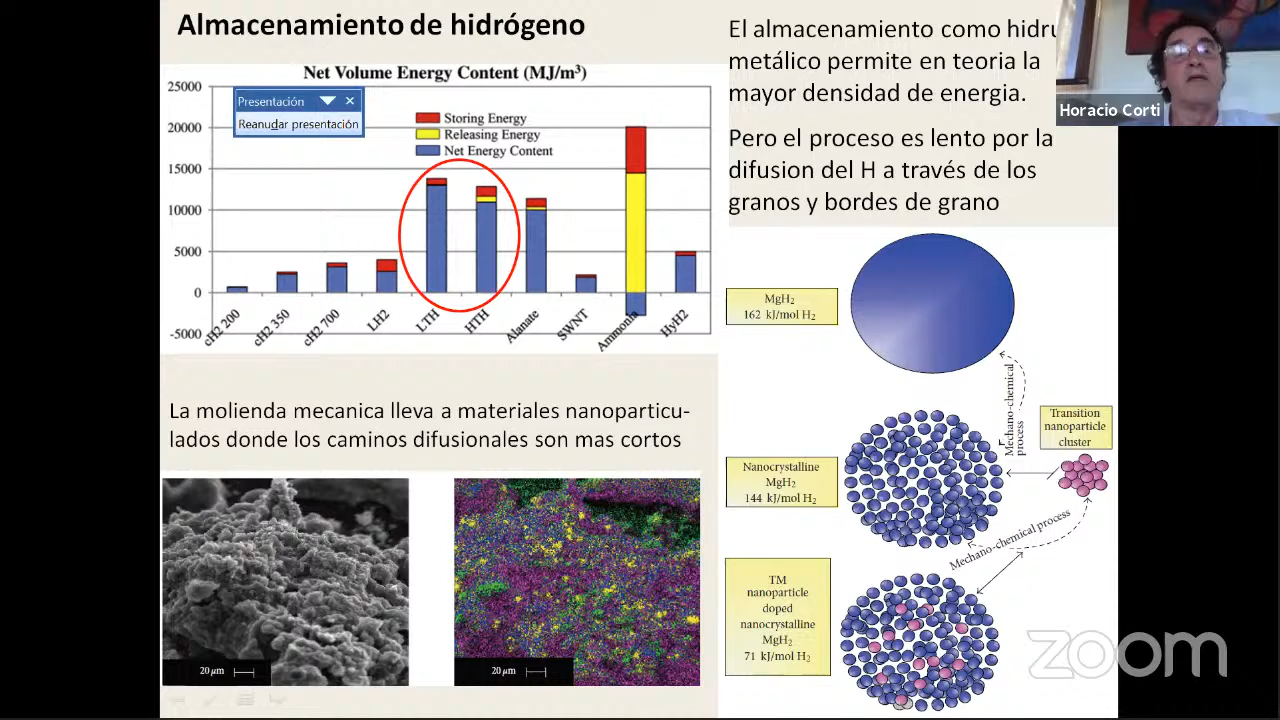 Almacenamiento de hidrógeno
Net Volume Energy Content (MJ/m³)
25000
20000
15000
10000
5000
0
-5000
Presentación
Reanudar presentación
Storing Energy
Releasing Energy
Net Energy Content
cH2 200
cH2 350
cH2 700
LH2
LTH
HTH
Alanate
SWNT
Ammonia
HyH2
El almacenamiento como hidru
metálico permite en teoria la
mayor densidad de energia.
Pero el proceso es lento por la
difusion del H a través de los
granos y bordes de grano
Horacio Corti
La molienda mecanica lleva a materiales nanoparticu-
lados donde los caminos difusionales son mas cortos
20 μm
20 μm
MgH₂
162 kJ/mol H₂
Mechano-chemical
process
Transition
nanoparticle
cluster
Nanocrystalline
MgH₂
144 kJ/mol H₂
Mechano-chemical process
TM
nanoparticle
doped
nanocrystalline
MgH₂
71 kJ/mol H₂
zoom